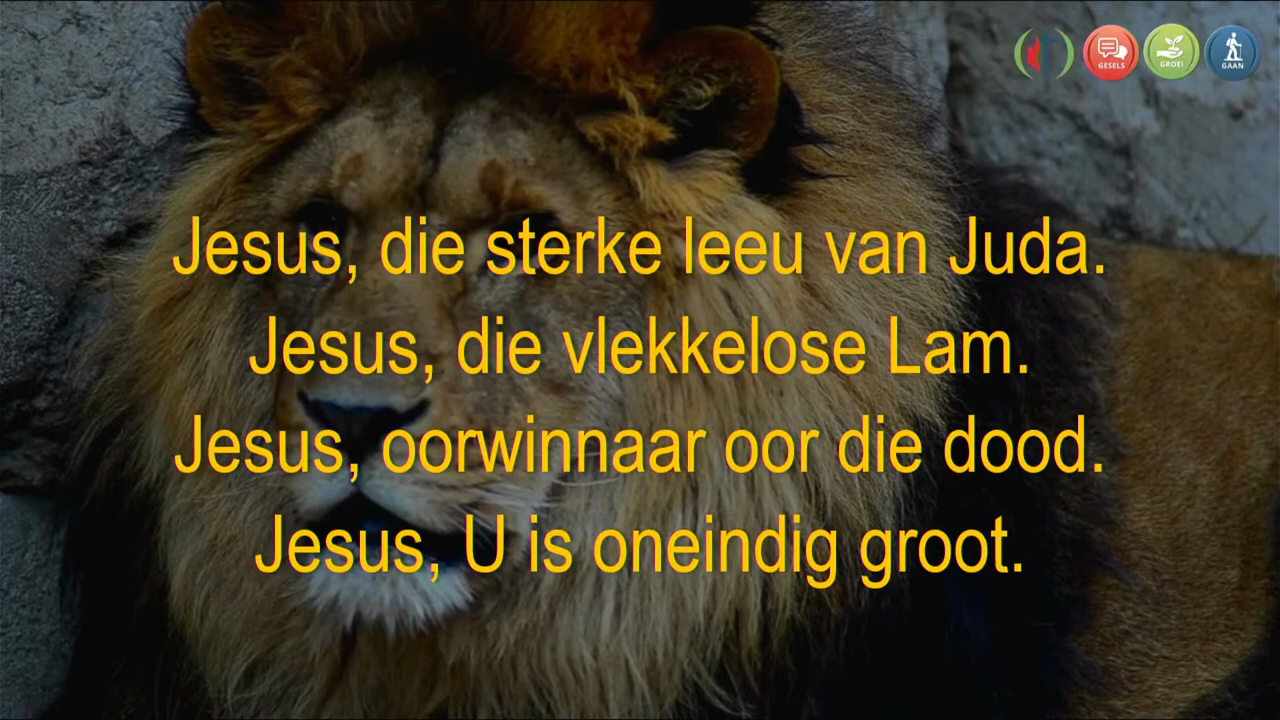 GESELS
GROEI
GAAN
Jesus, die sterke leeu van Juda.
Jesus, die vlekkelose Lam.
Jesus, oorwinnaar oor die dood.
Jesus, U is oneindig groot.